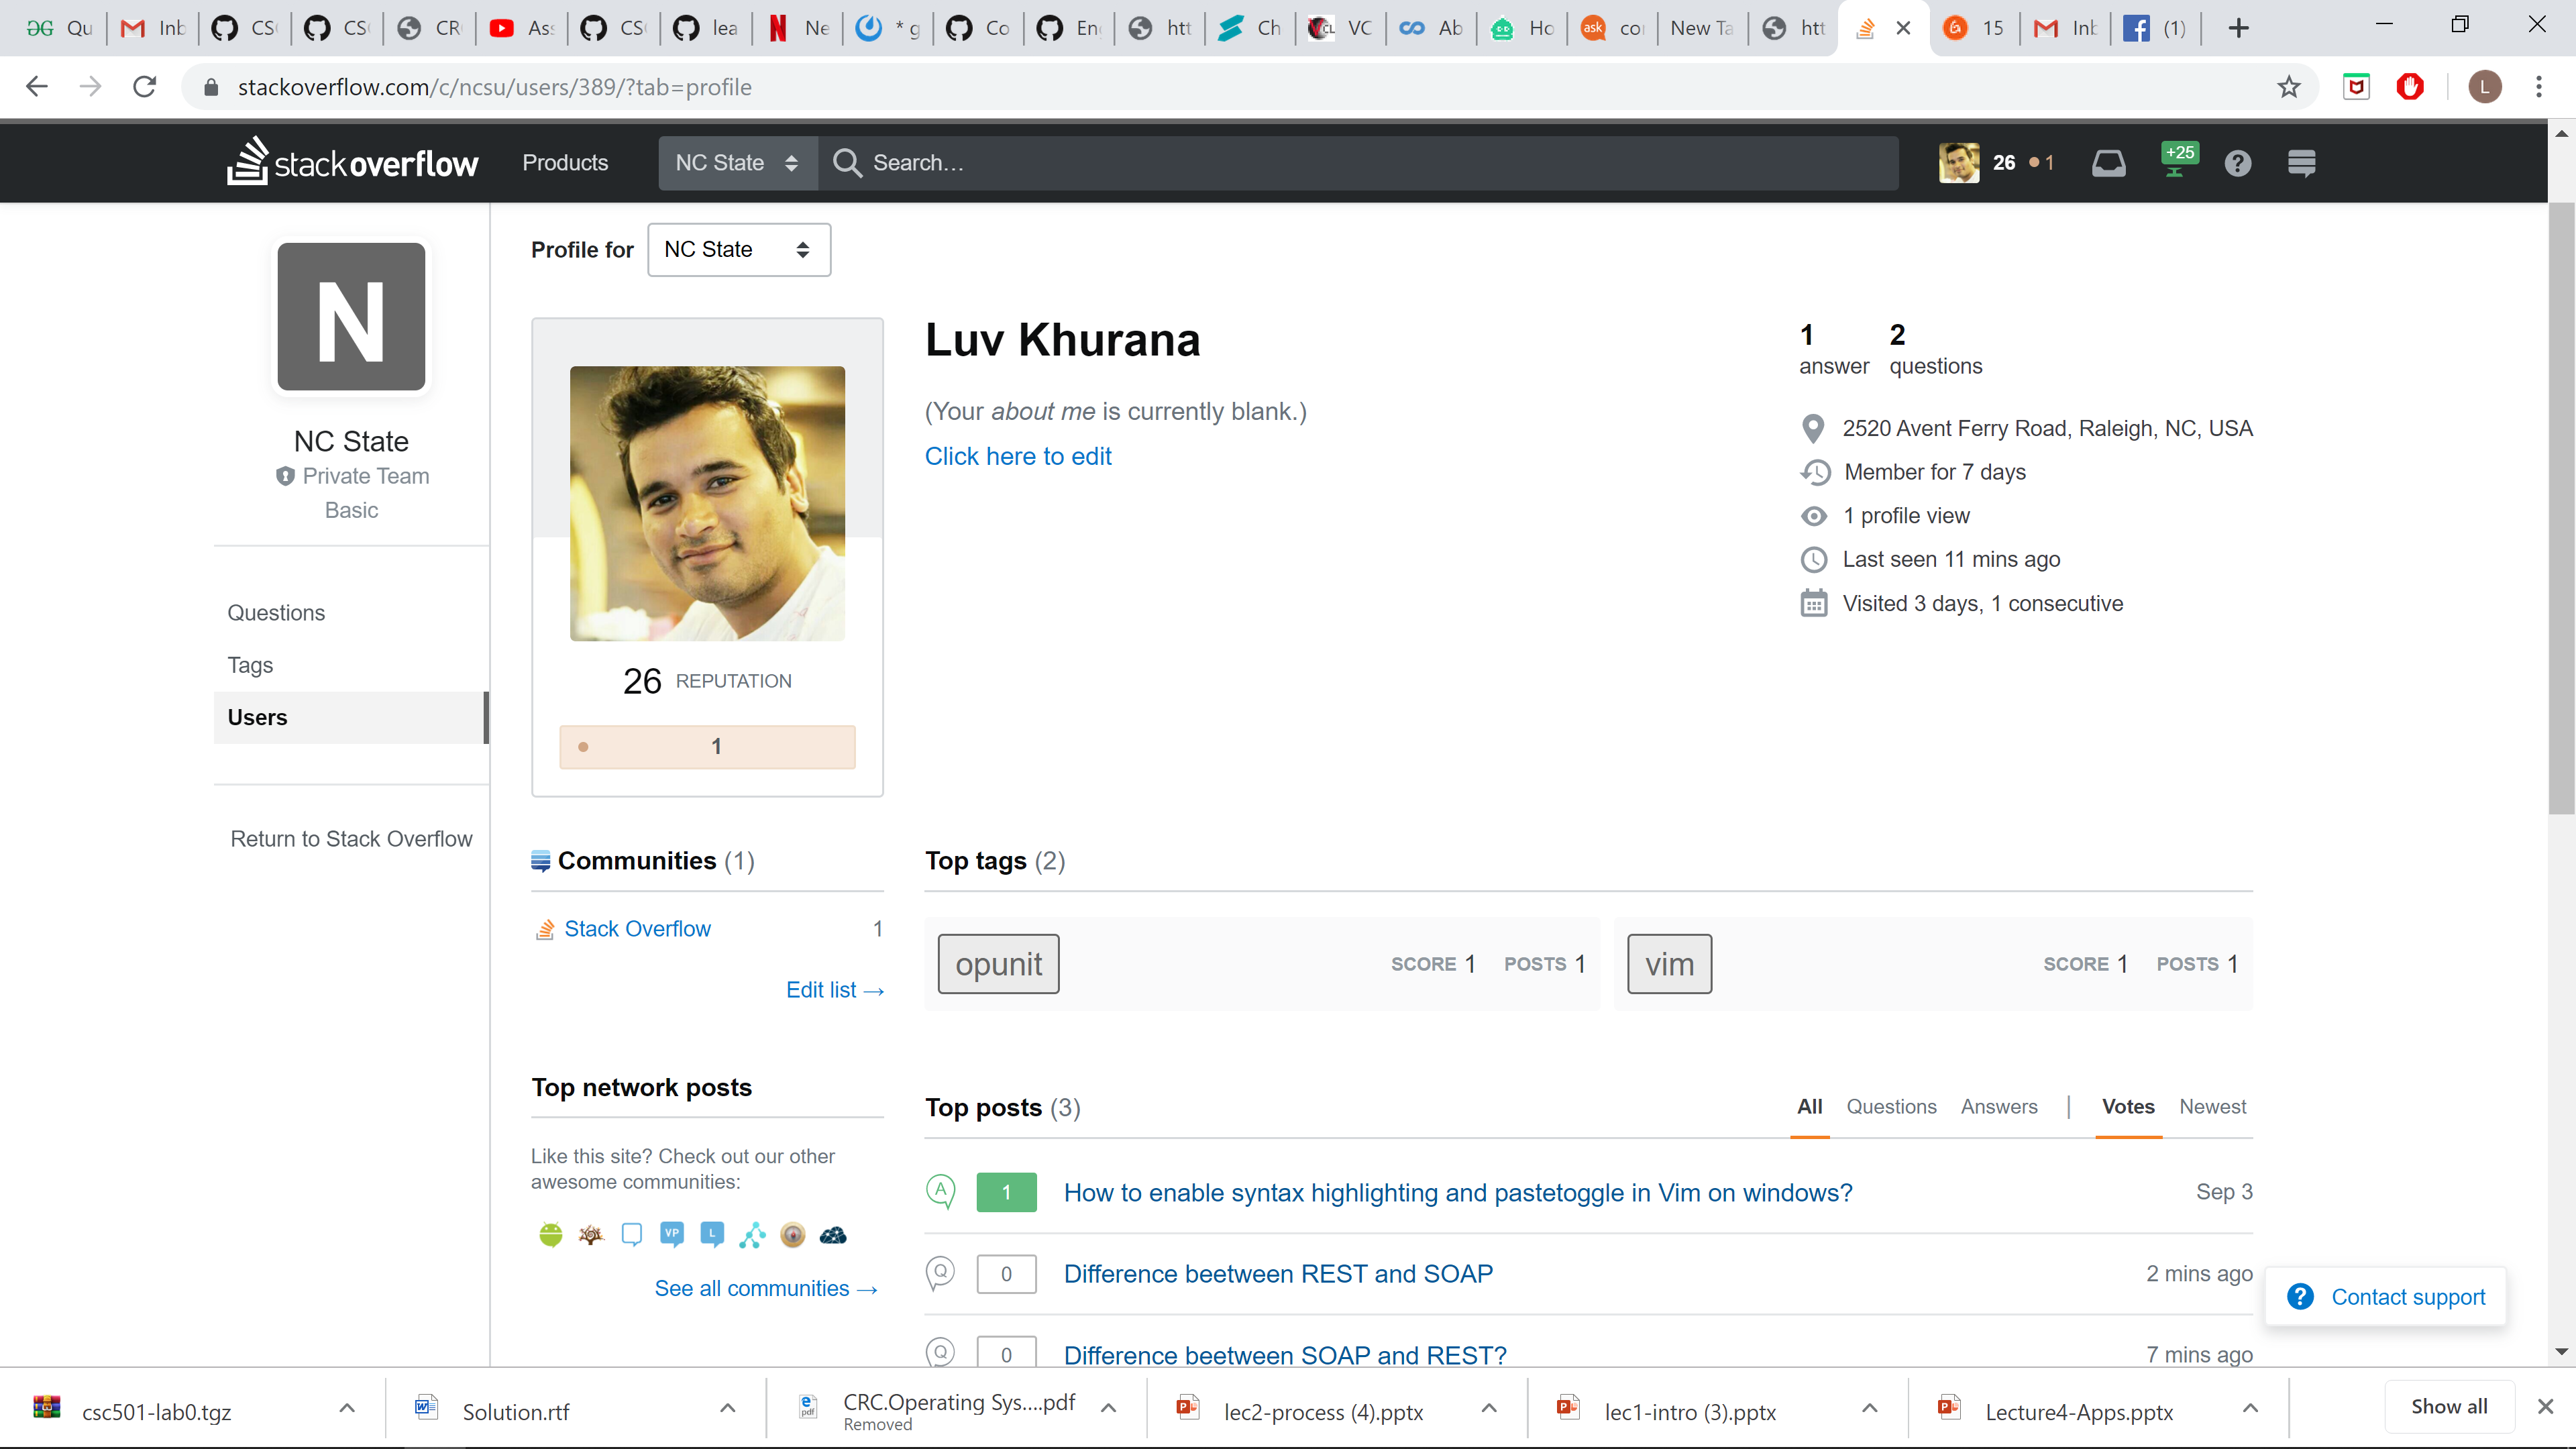 Qu
Inb
CS
CS
CR
Ass
CS
lea
Ne
* g
Co
En
htt
Ch
VC
Ab
Ho
ask
cor
New Ta
htt
15
Inb
(1)
stackoverflow.com/c/ncsu/users/389/?tab=profile
L
stackoverflow
Products
NC State
Search…
26
1
+25
N
NC State
Private Team
Basic
Questions
Tags
Users
Return to Stack Overflow
Profile for
NC State
Luv Khurana
(Your about me is currently blank.)
Click here to edit
1
answer
2
questions
2520 Avent Ferry Road, Raleigh, NC, USA
Member for 7 days
1 profile view
Last seen 11 mins ago
Visited 3 days, 1 consecutive
26 REPUTATION
1
Communities (1)
Stack Overflow 1
Edit list →
Top network posts
Like this site? Check out our other
awesome communities:
VP
L
See all communities →
Top tags (2)
opunit
SCORE 1 POSTS 1
vim
SCORE 1 POSTS 1
Top posts (3)
All Questions Answers | Votes Newest
A 1 How to enable syntax highlighting and pastetoggle in Vim on windows? Sep 3
Q 0 Difference beetween REST and SOAP 2 mins ago
Q 0 Difference beetween SOAP and REST? 7 mins ago
? Contact support
csc501-lab0.tgz
Solution.rtf
CRC.Operating Sys....pdf
Removed
lec2-process (4).pptx
lec1-intro (3).pptx
Lecture4-Apps.pptx
Show all